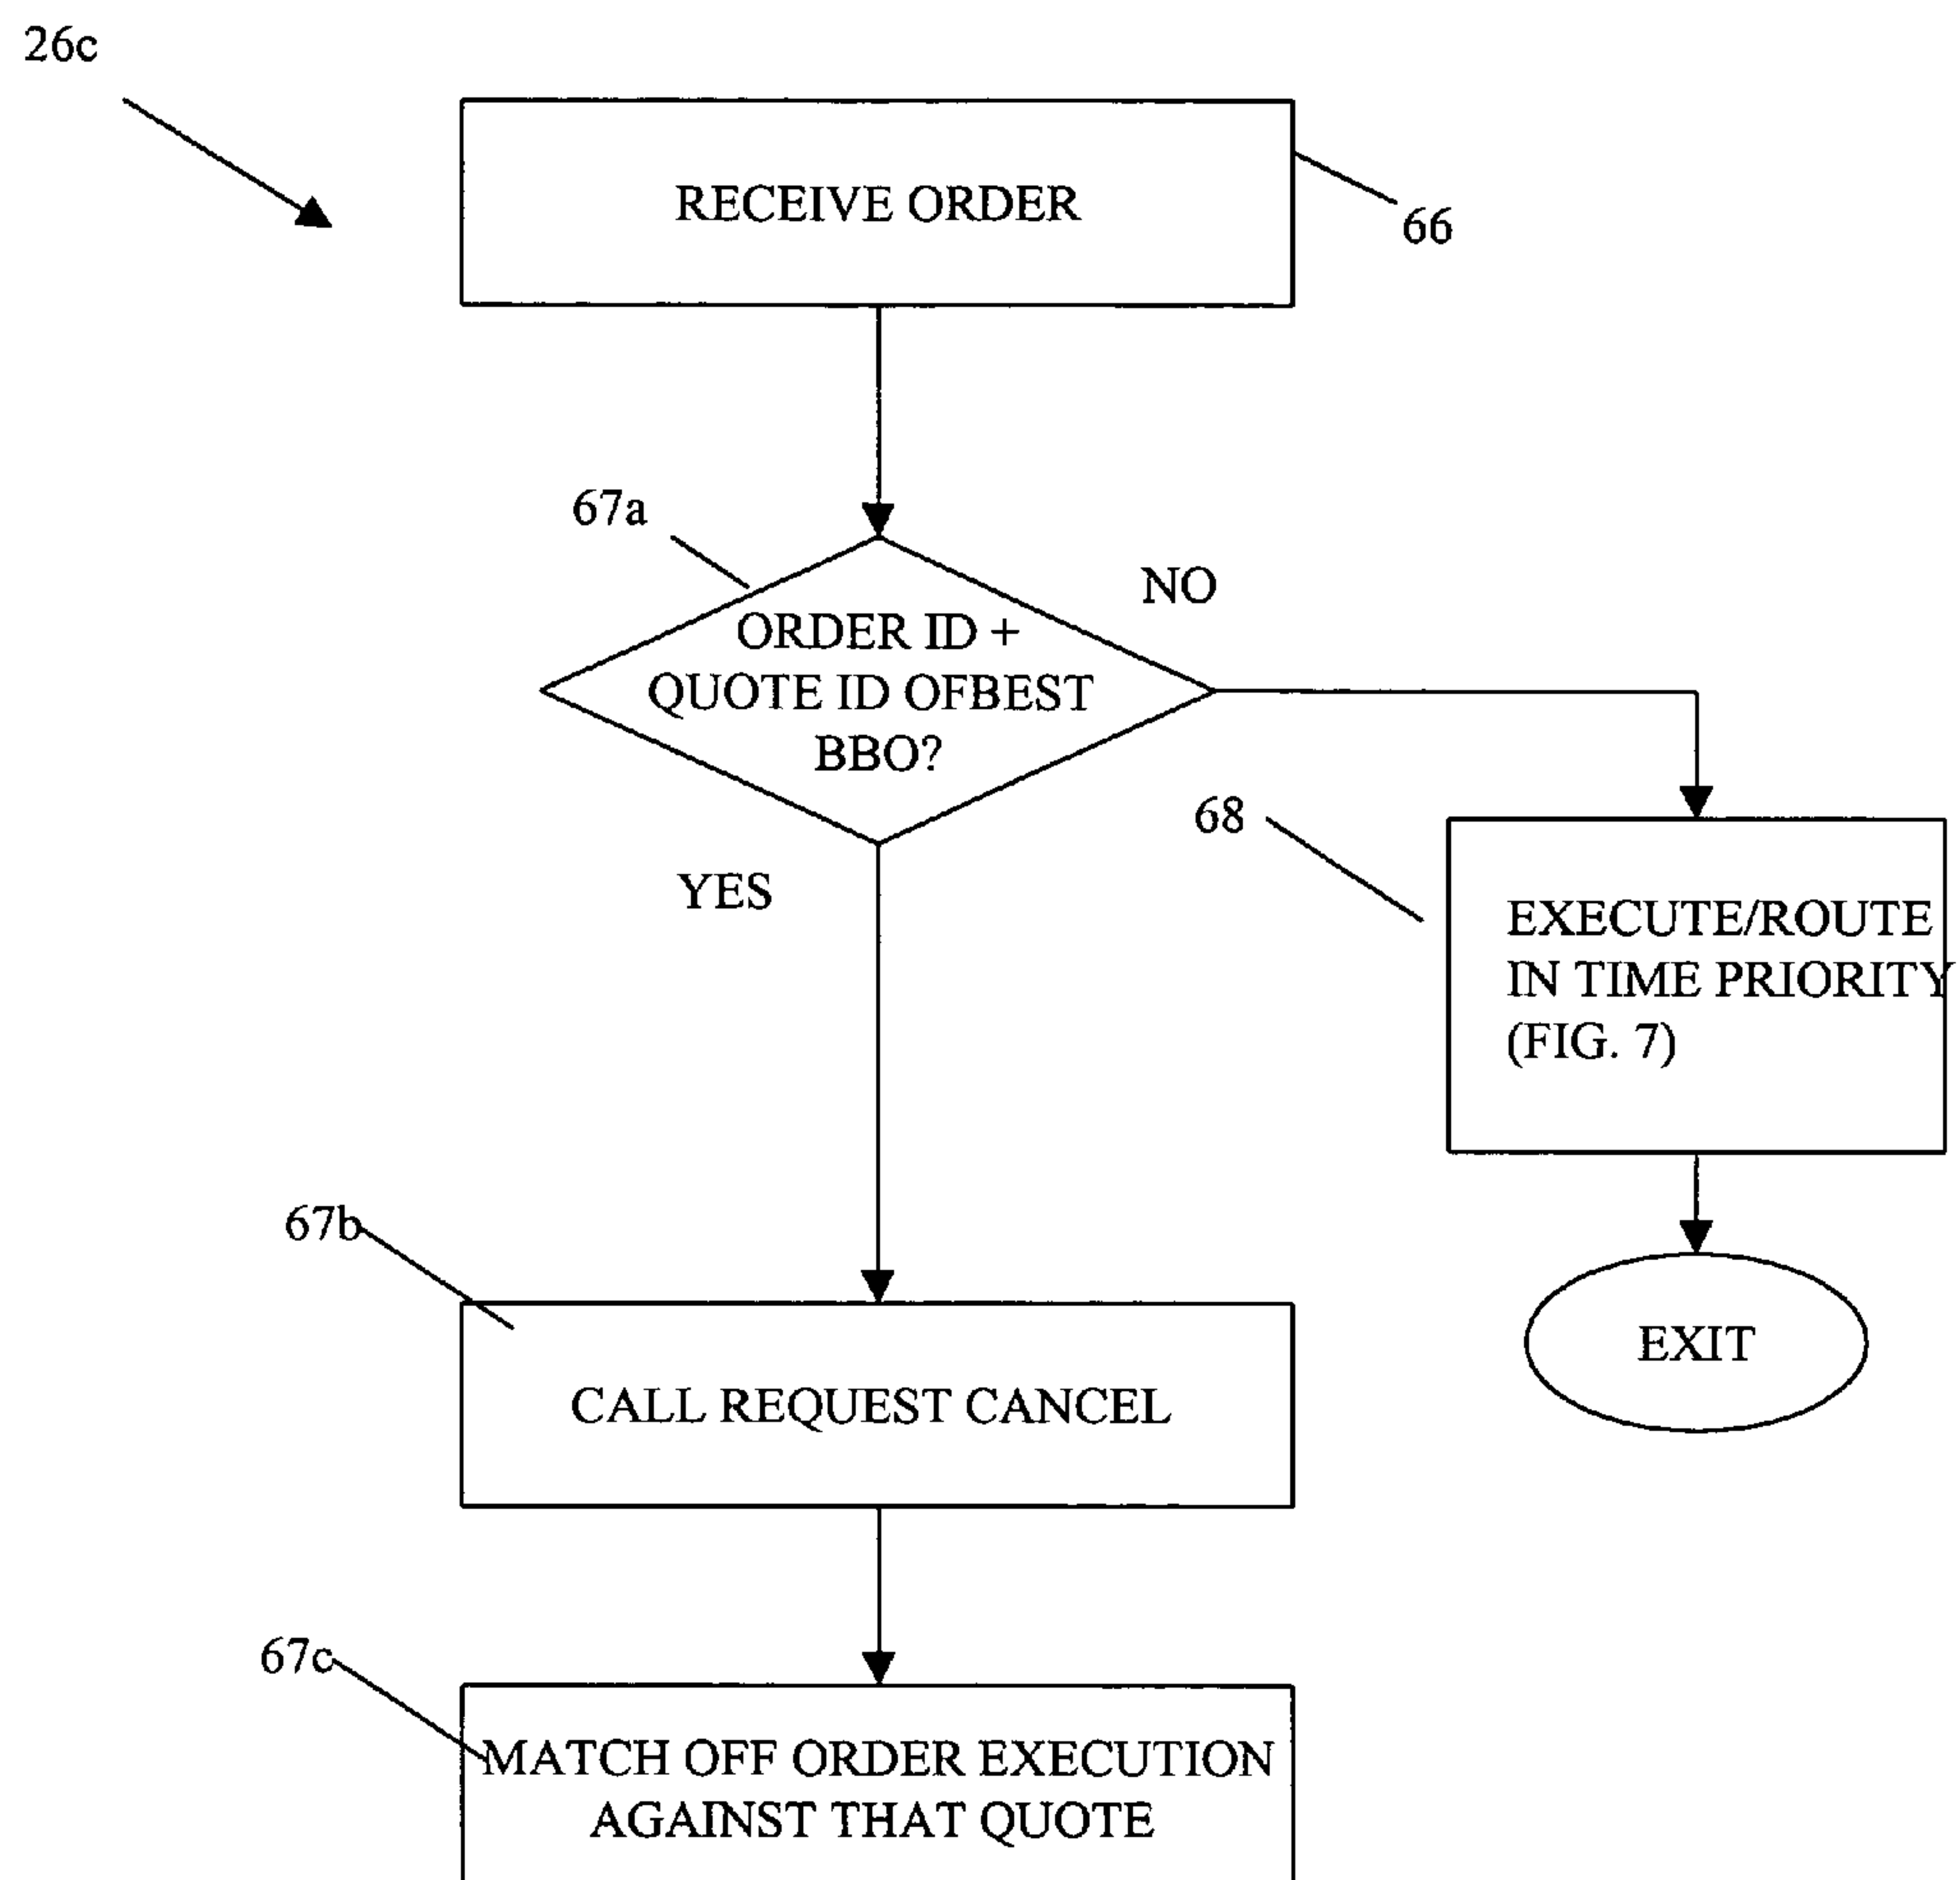 26c
RECEIVE ORDER
66
67a
NO
ORDER ID +
QUOTE ID OFBEST
BBO?
68
YES
EXECUTE/ROUTE
IN TIME PRIORITY
(FIG. 7)
67b
EXIT
CALL REQUEST CANCEL
67c
MATCH OFF ORDER EXECUTION
AGAINST THAT QUOTE